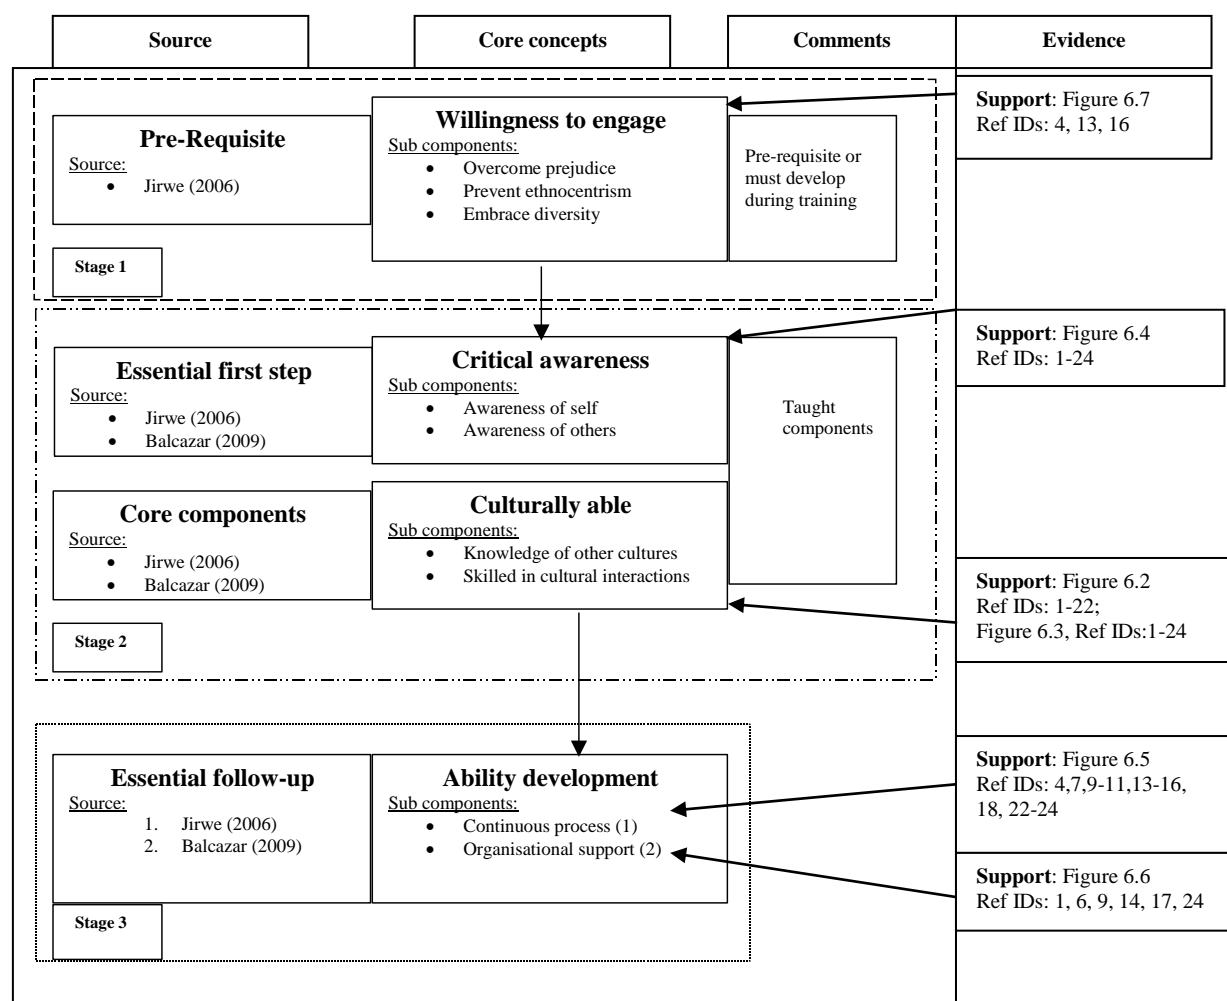 Source
Core concepts
Comments
Evidence
Pre-Requisite
Source:
• Jirwe (2006)
Willingness to engage
Sub components:
• Overcome prejudice
• Prevent ethnocentrism
• Embrace diversity
Pre-requisite or
must develop
during training
Support: Figure 6.7
Ref IDs: 4, 13, 16
Stage 1
Essential first step
Source:
• Jirwe (2006)
• Balcazar (2009)
Critical awareness
Sub components:
• Awareness of self
• Awareness of others
Taught
components
Support: Figure 6.4
Ref IDs: 1-24
Core components
Source:
• Jirwe (2006)
• Balcazar (2009)
Culturally able
Sub components:
• Knowledge of other cultures
• Skilled in cultural interactions
Support: Figure 6.2
Ref IDs: 1-22;
Figure 6.3, Ref IDs:1-24
Stage 2
Essential follow-up
Source:
1. Jirwe (2006)
2. Balcazar (2009)
Ability development
Sub components:
• Continuous process (1)
• Organisational support (2)
Support: Figure 6.5
Ref IDs: 4,7,9-11,13-16,
18, 22-24
Support: Figure 6.6
Ref IDs: 1, 6, 9, 14, 17, 24
Stage 3